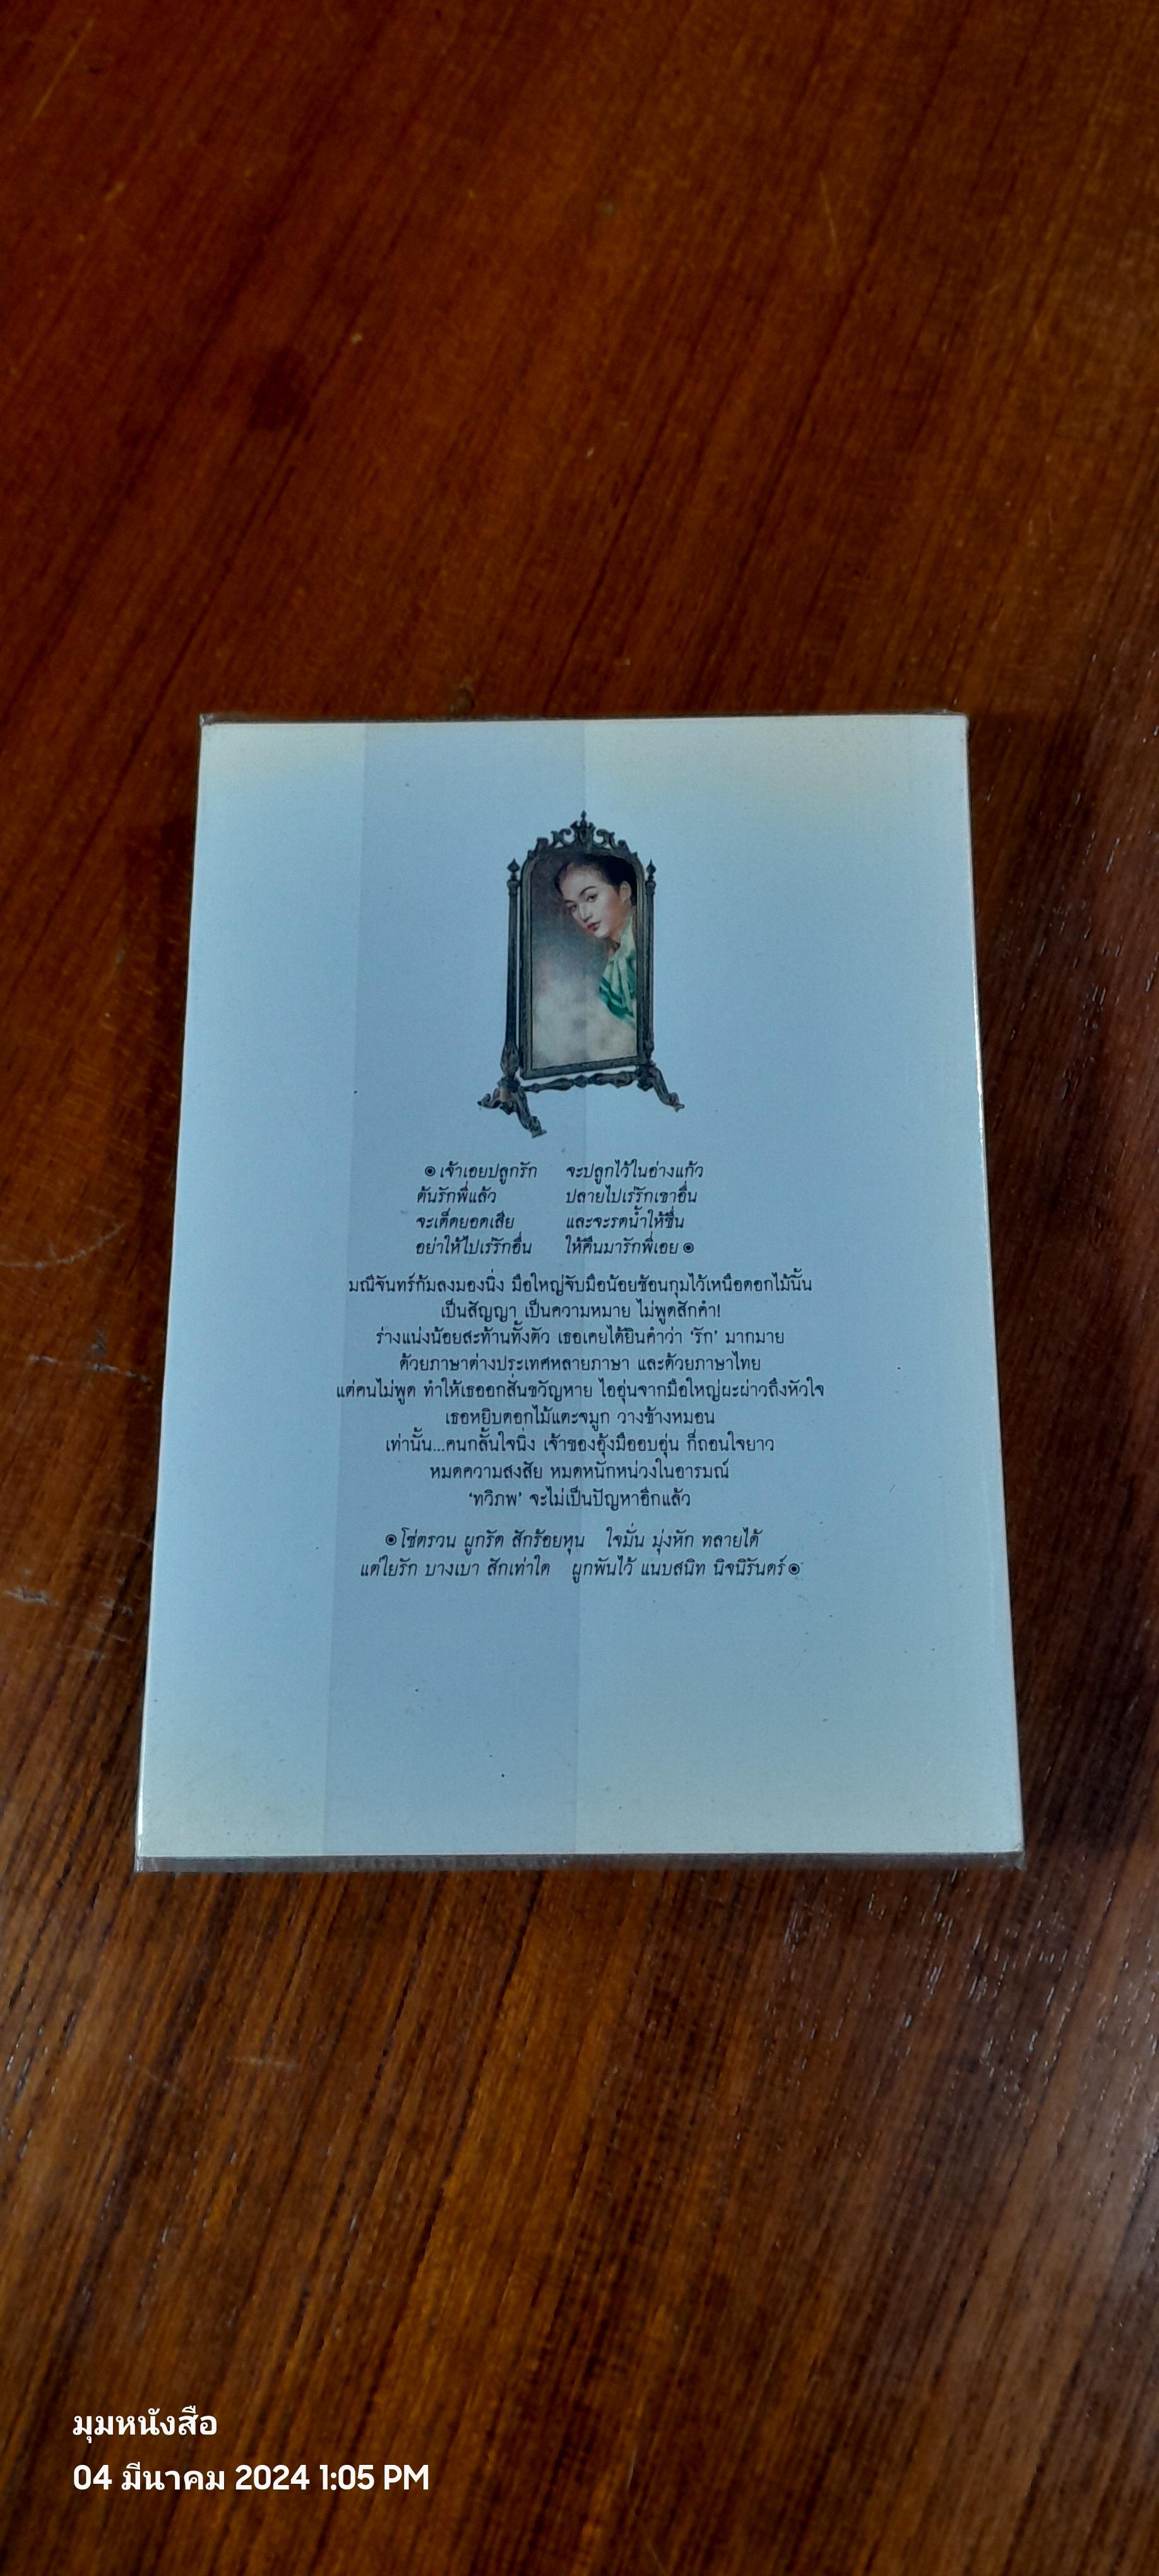 ๏ เจ้าเอยปลูกรัก จะปลูกไว้ในอ่างแก้ว
ต้นรักพี่แล้ว ปลายไปเร่รักเขาอื่น
จะเด็ดยอดเสีย และจะรดน้ำให้ชื่น
อย่าให้ไปเร่รักอื่น ให้คืนมารักพี่เอย ๏
มณีจันทร์ก้มลงมองนิ่ง มือใหญ่จับมือน้อยซ้อนกุมไว้เหนือดอกไม้นั้น
เป็นสัญญา เป็นความหมาย ไม่พูดสักคำ!
ร่างแน่งน้อยสะท้านทั้งตัว เธอเคยได้ยินคำว่า ‘รัก’ มากมาย
ด้วยภาษาต่างประเทศหลายภาษา และด้วยภาษาไทย
แต่คนไม่พูด ทำให้เธออกสั่นขวัญหาย ไออุ่นจากมือใหญ่ผะผ่าวถึงหัวใจ
เธอหยิบดอกไม้แตะจมูก วางข้างหมอน
เท่านั้น...คนกลั้นใจนิ่ง เจ้าของอุ้งมืออบอุ่น ก็ถอนใจยาว
หมดความสงสัย หมดหนักหน่วงในอารมณ์
‘ทวิภพ’ จะไม่เป็นปัญหาอีกแล้ว
๏ โซ่ตรวน ผูกรัด สักร้อยหุน ใจมั่น มุ่งหัก ทลายได้
แต่ใยรัก บางเบา สักเท่าใด ผูกพันไว้ แนบสนิท นิจนิรันดร์ ๏
มุมหนังสือ
04 มีนาคม 2024 1:05 PM